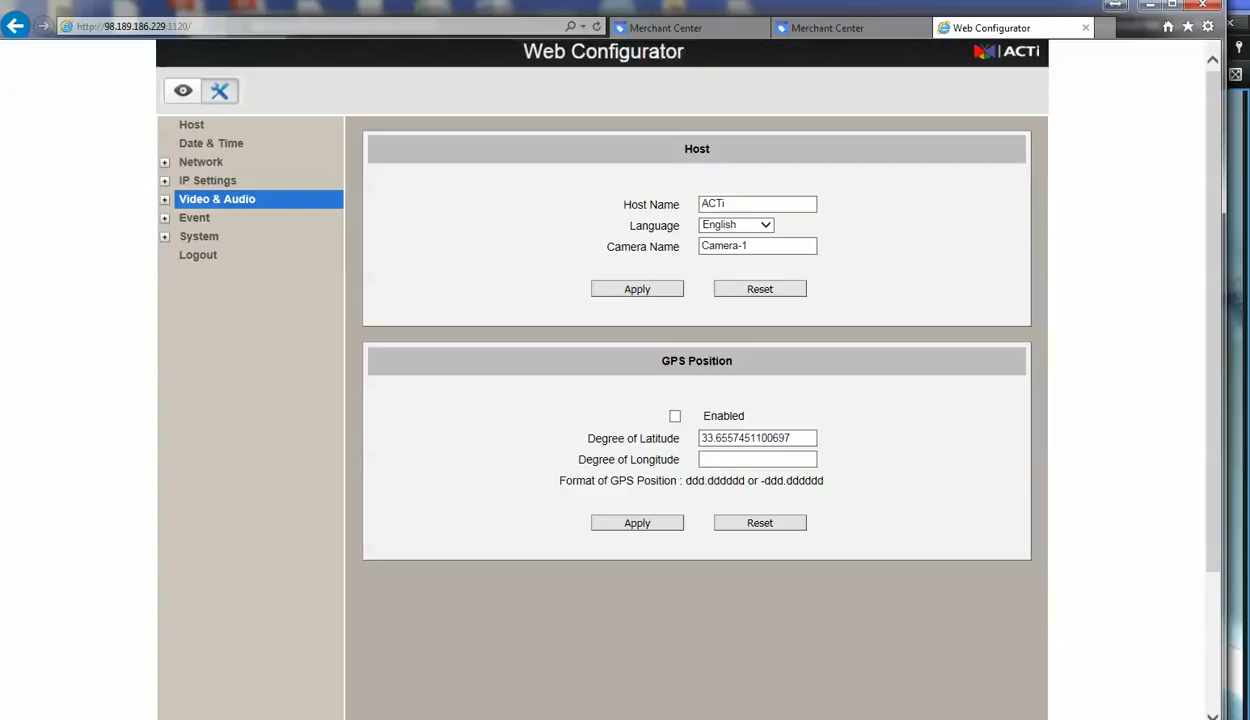 http://98.189.186.229:1120/
Merchant Center
Merchant Center
Web Configurator
Web Configurator
ACTi
Host
Date & Time
Network
IP Settings
Video & Audio
Event
System
Logout
Host
Host Name ACTi
Language English
Camera Name Camera-1
Apply Reset
GPS Position
Enabled
Degree of Latitude 33.6557451100697
Degree of Longitude
Format of GPS Position : ddd.dddddd or -ddd.dddddd
Apply Reset